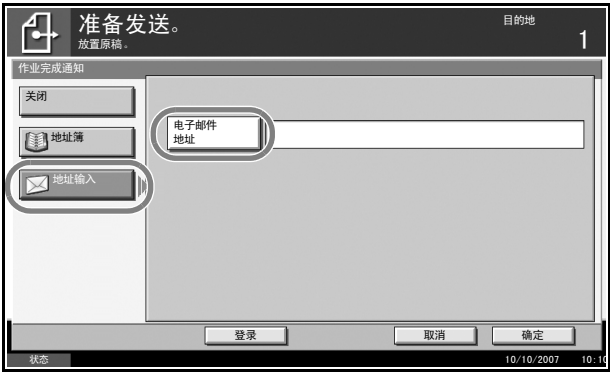 准备发送。
放置原稿。
目的地
1
作业完成通知
关闭
地址簿
地址输入
电子邮件
地址
登录
取消
确定
状态
10/10/2007 10:10